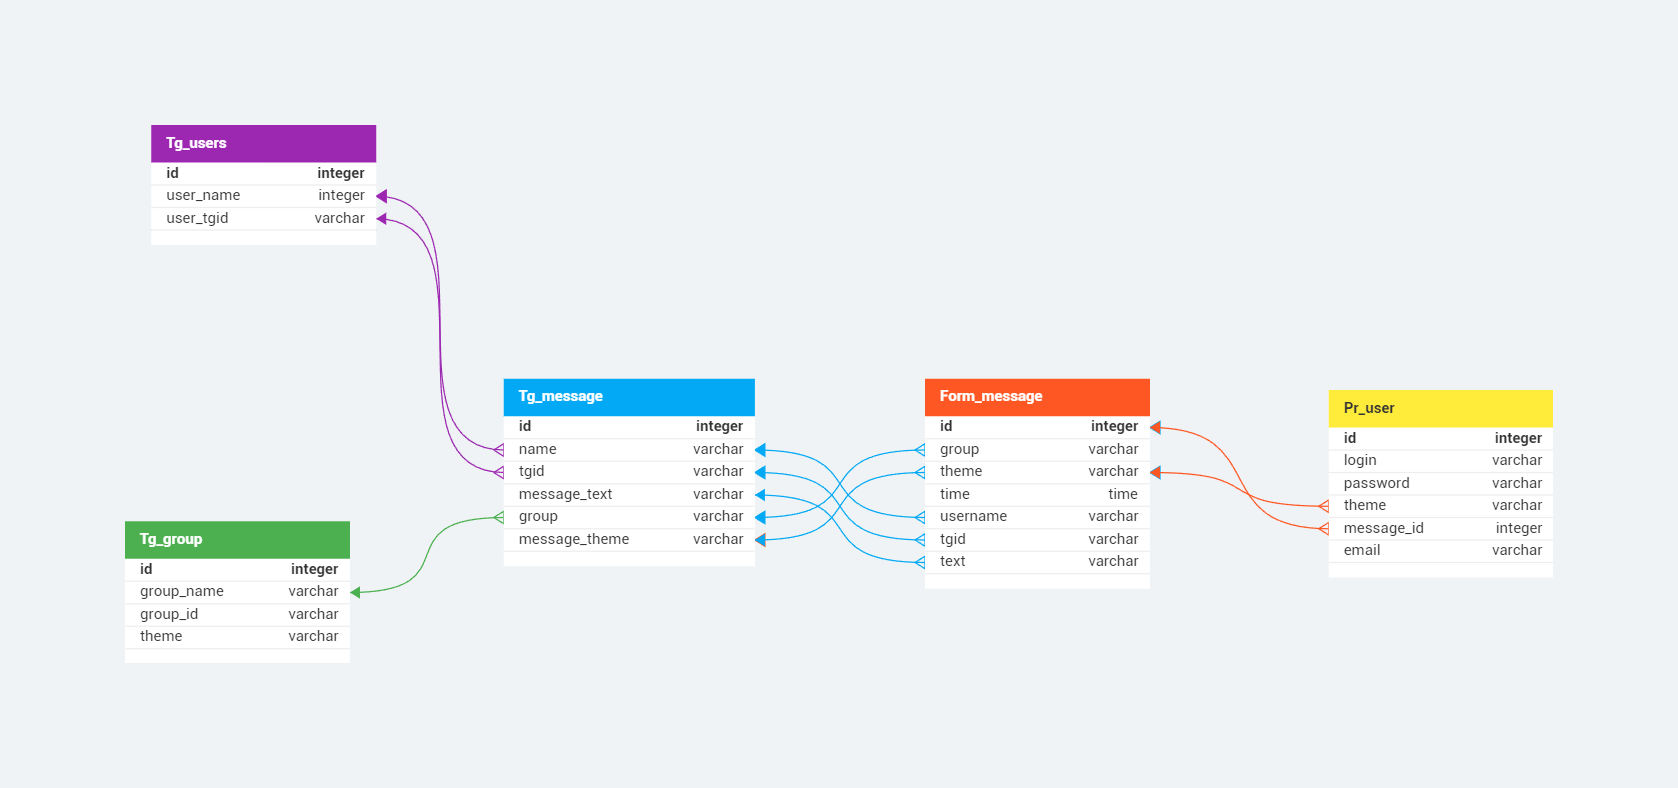 Tg_users
id integer
user_name integer
user_tgid varchar
Tg_group
id integer
group_name varchar
group_id varchar
theme varchar
Tg_message
id integer
name varchar
tgid varchar
message_text varchar
group varchar
message_theme varchar
Form_message
id integer
group varchar
theme varchar
time time
username varchar
tgid varchar
text varchar
Pr_user
id integer
login varchar
password varchar
theme varchar
message_id integer
email varchar